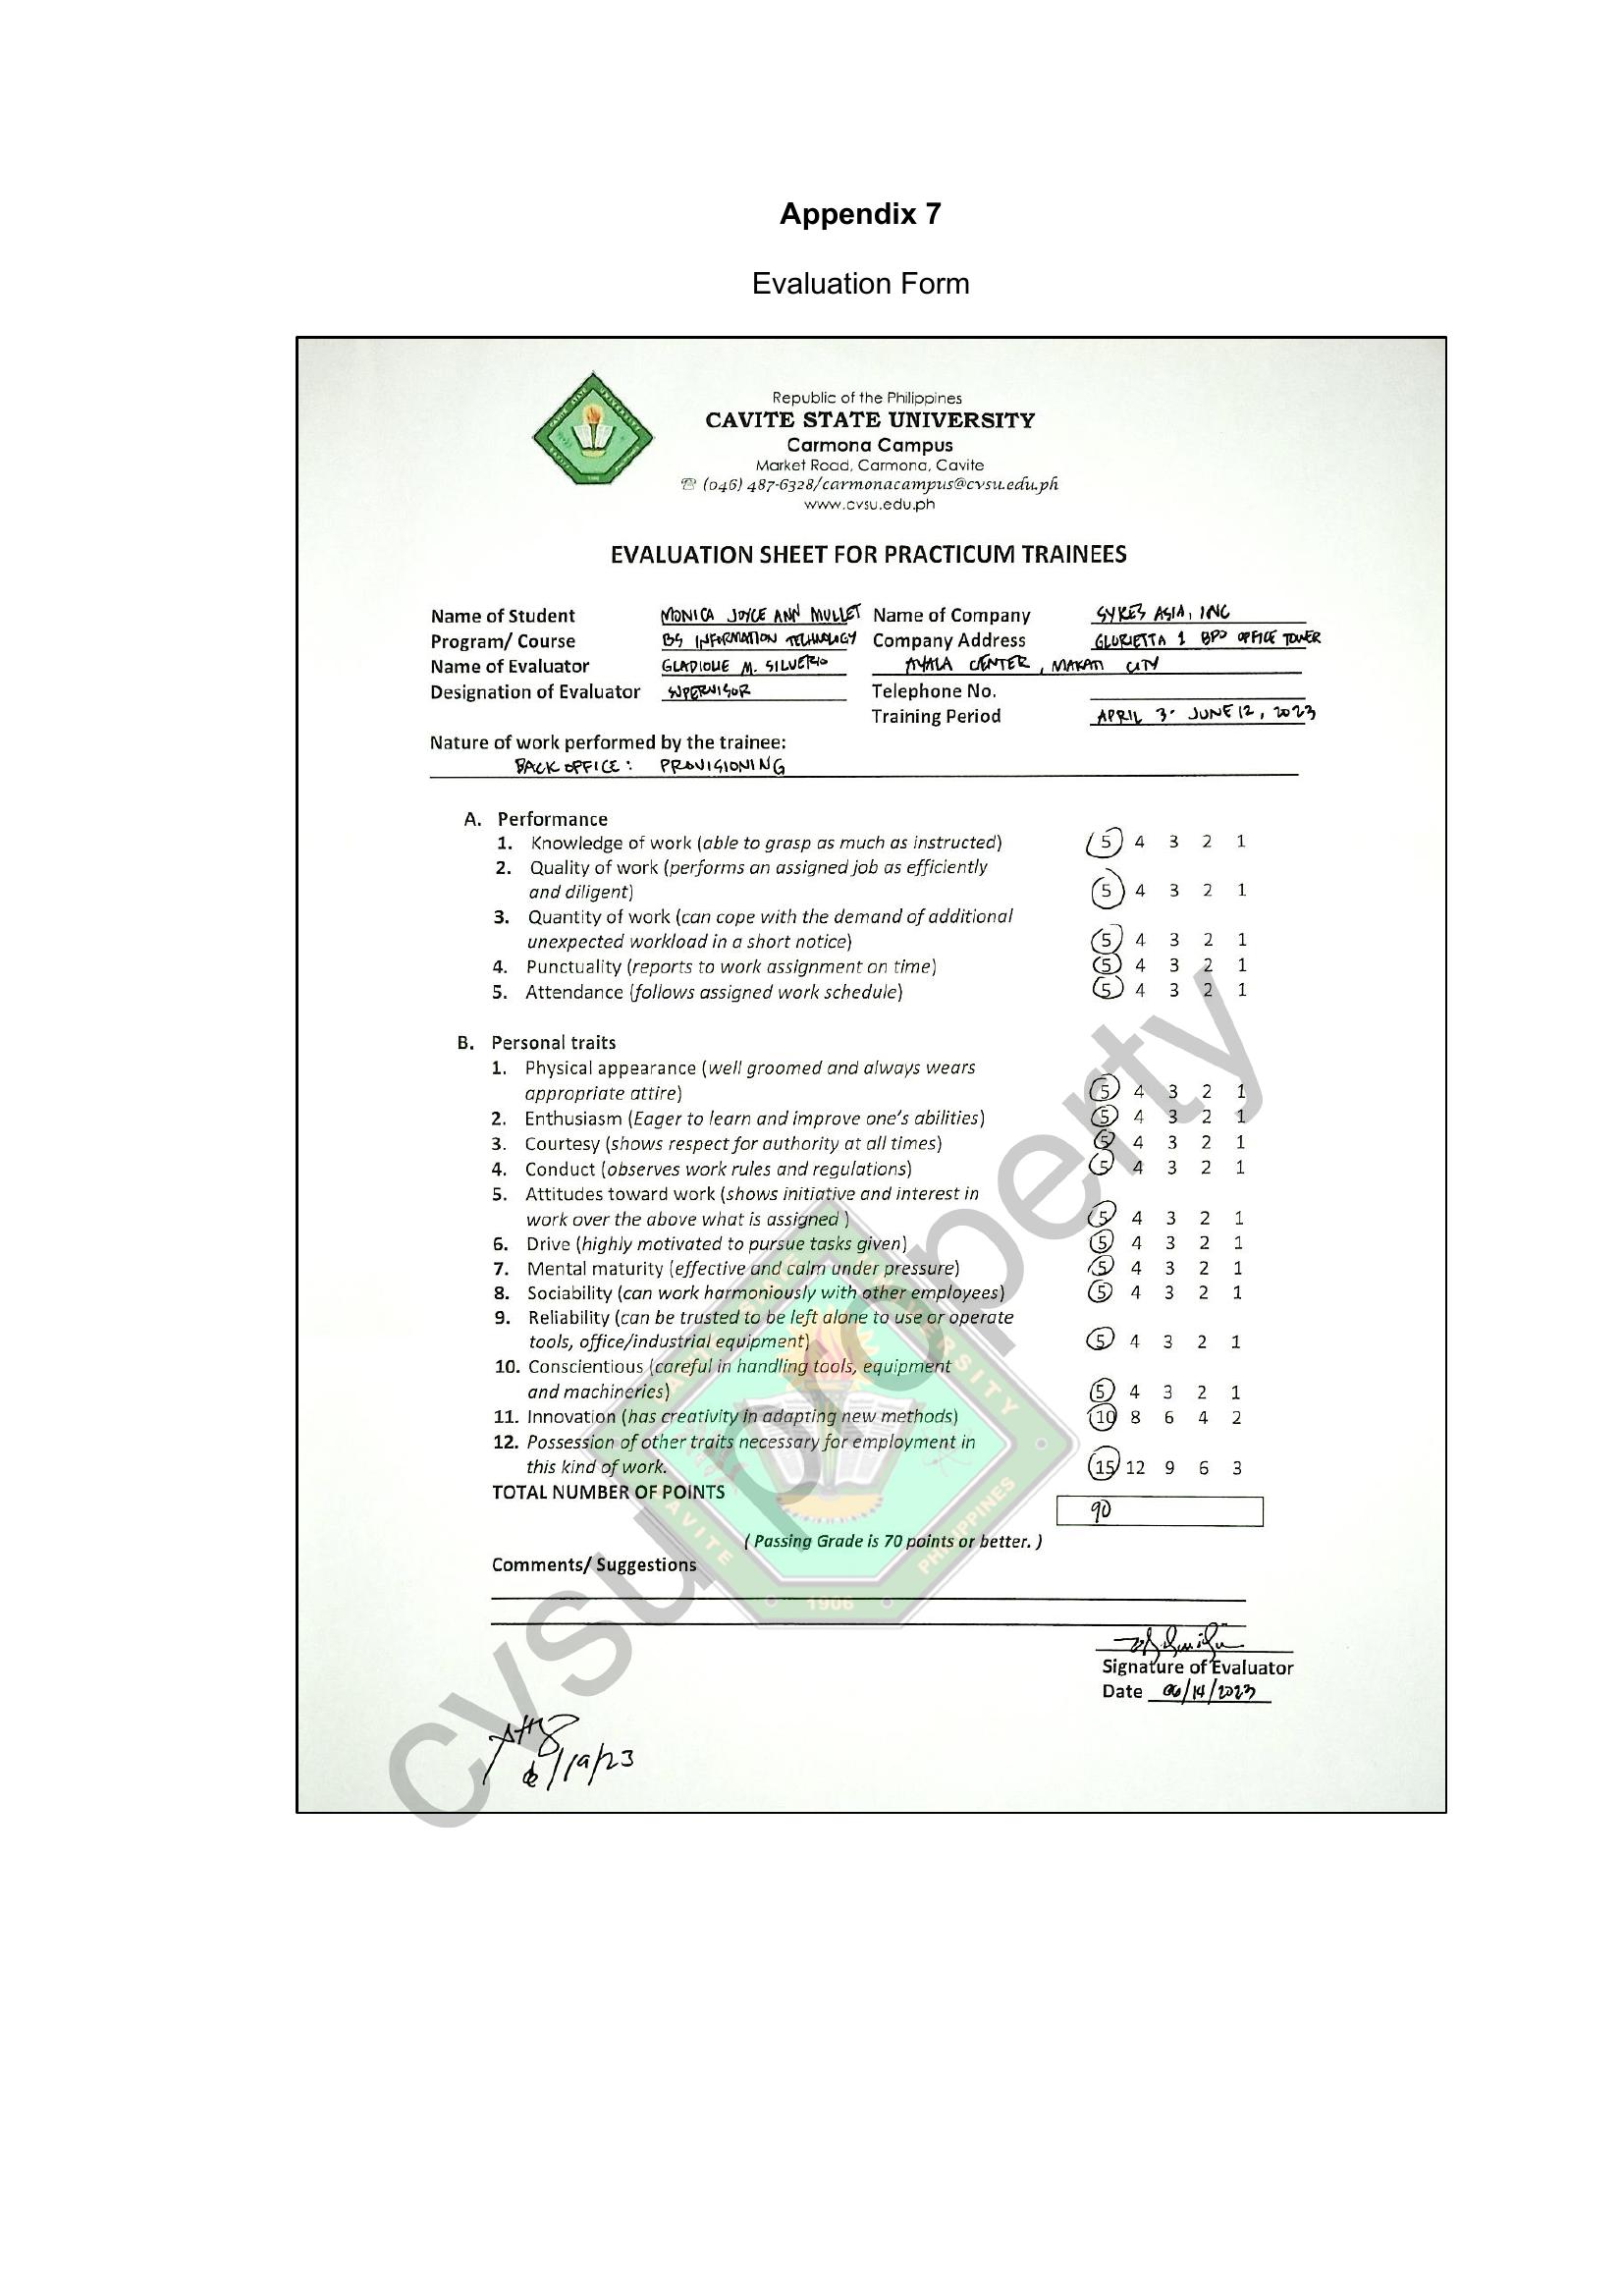 Appendix 7
Evaluation Form
Republic of the Philippines
CAVITE STATE UNIVERSITY
Carmona Campus
Market Road, Carmona, Cavite
☏ (046) 487-6328/carmonacampus@cvsu.edu.ph
www.cvsu.edu.ph
EVALUATION SHEET FOR PRACTICUM TRAINEES
Name of Student MONICA JOYCE ANN MULLET Name of Company SYKES ASIA, INC
Program/ Course BS INFORMATION TECHNOLOGY Company Address GLORIETTA 1 BPO OFFICE TOWER
Name of Evaluator GLADIOUE M. SILVERIO AYALA CENTER, MAKATI CITY
Designation of Evaluator SUPERVISOR Telephone No.
Training Period APRIL 3 - JUNE 12, 2023
Nature of work performed by the trainee:
BACK OFFICE: PROVISIONING
A. Performance
1. Knowledge of work (able to grasp as much as instructed) 5 4 3 2 1
2. Quality of work (performs an assigned job as efficiently
and diligent) 5 4 3 2 1
3. Quantity of work (can cope with the demand of additional
unexpected workload in a short notice) 5 4 3 2 1
4. Punctuality (reports to work assignment on time) 5 4 3 2 1
5. Attendance (follows assigned work schedule) 5 4 3 2 1
B. Personal traits
1. Physical appearance (well groomed and always wears
appropriate attire) 5 4 3 2 1
2. Enthusiasm (Eager to learn and improve one's abilities) 5 4 3 2 1
3. Courtesy (shows respect for authority at all times) 5 4 3 2 1
4. Conduct (observes work rules and regulations) 5 4 3 2 1
5. Attitudes toward work (shows initiative and interest in
work over the above what is assigned ) 5 4 3 2 1
6. Drive (highly motivated to pursue tasks given) 5 4 3 2 1
7. Mental maturity (effective and calm under pressure) 5 4 3 2 1
8. Sociability (can work harmoniously with other employees) 5 4 3 2 1
9. Reliability (can be trusted to be left alone to use or operate
tools, office/industrial equipment) 5 4 3 2 1
10. Conscientious (careful in handling tools, equipment
and machineries) 5 4 3 2 1
11. Innovation (has creativity in adapting new methods) 10 8 6 4 2
12. Possession of other traits necessary for employment in
this kind of work. 15 12 9 6 3
TOTAL NUMBER OF POINTS 90
( Passing Grade is 70 points or better. )
Comments/ Suggestions
Signature of Evaluator
Date 06/14/2023
6/19/23
cvsu property
CAVITE STATE UNIVERSITY
CAVITE PHILIPPINES
1906